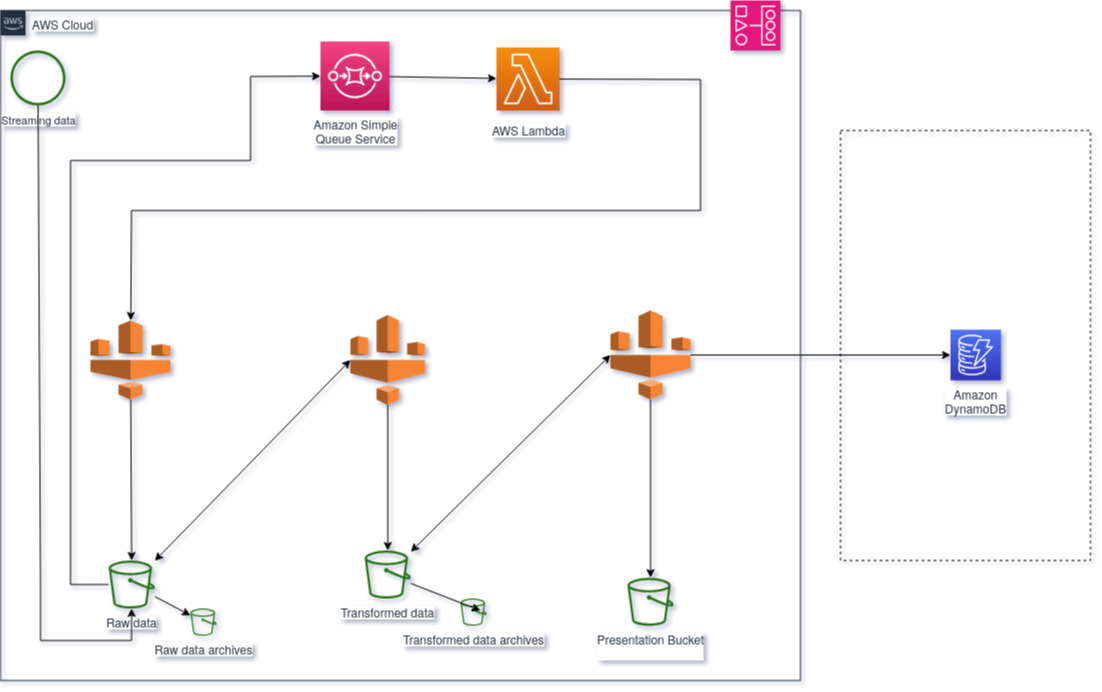 aws
AWS Cloud
Streaming data
Amazon Simple
Queue Service
AWS Lambda
Amazon
DynamoDB
Raw data
Raw data archives
Transformed data
Transformed data archives
Presentation Bucket